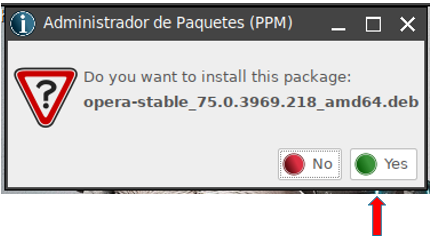 Administrador de Paquetes (PPM)
Do you want to install this package:
opera-stable_75.0.3969.218_amd64.deb
No
Yes